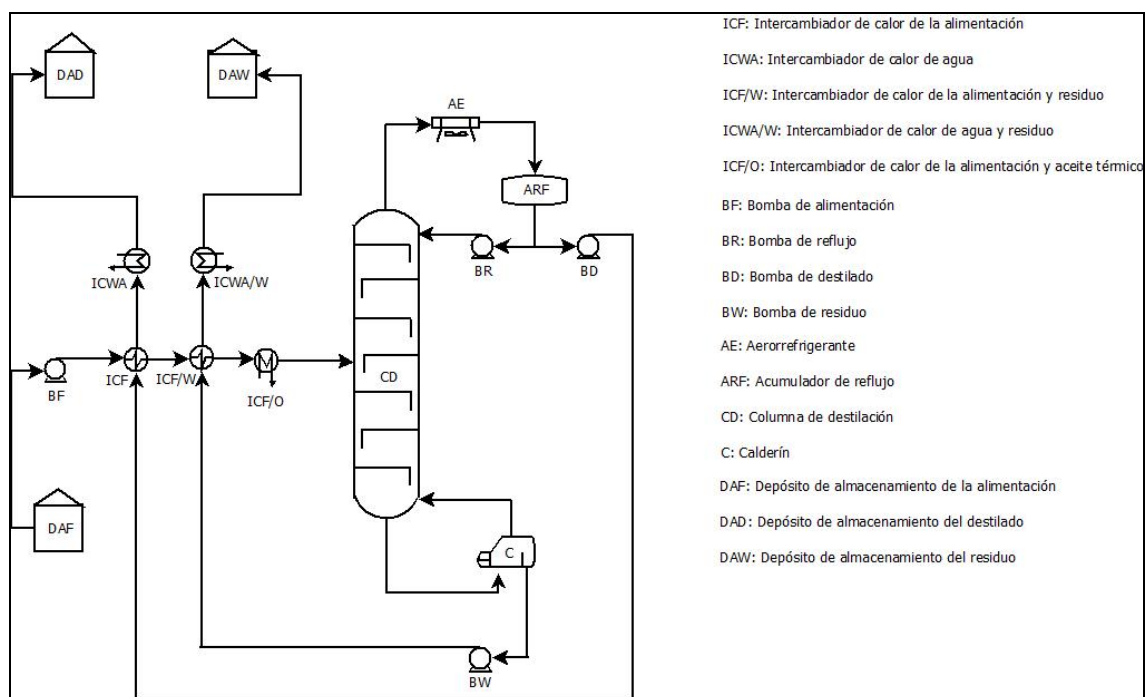 DAD
DAW
AE
ARF
ICWA
ICWA/W
BR
BD
BF
ICF
ICF/W
ICF/O
CD
DAF
C
BW
ICF: Intercambiador de calor de la alimentación
ICWA: Intercambiador de calor de agua
ICF/W: Intercambiador de calor de la alimentación y residuo
ICWA/W: Intercambiador de calor de agua y residuo
ICF/O: Intercambiador de calor de la alimentación y aceite térmico
BF: Bomba de alimentación
BR: Bomba de reflujo
BD: Bomba de destilado
BW: Bomba de residuo
AE: Aerorrefrigerante
ARF: Acumulador de reflujo
CD: Columna de destilación
C: Calderín
DAF: Depósito de almacenamiento de la alimentación
DAD: Depósito de almacenamiento del destilado
DAW: Depósito de almacenamiento del residuo